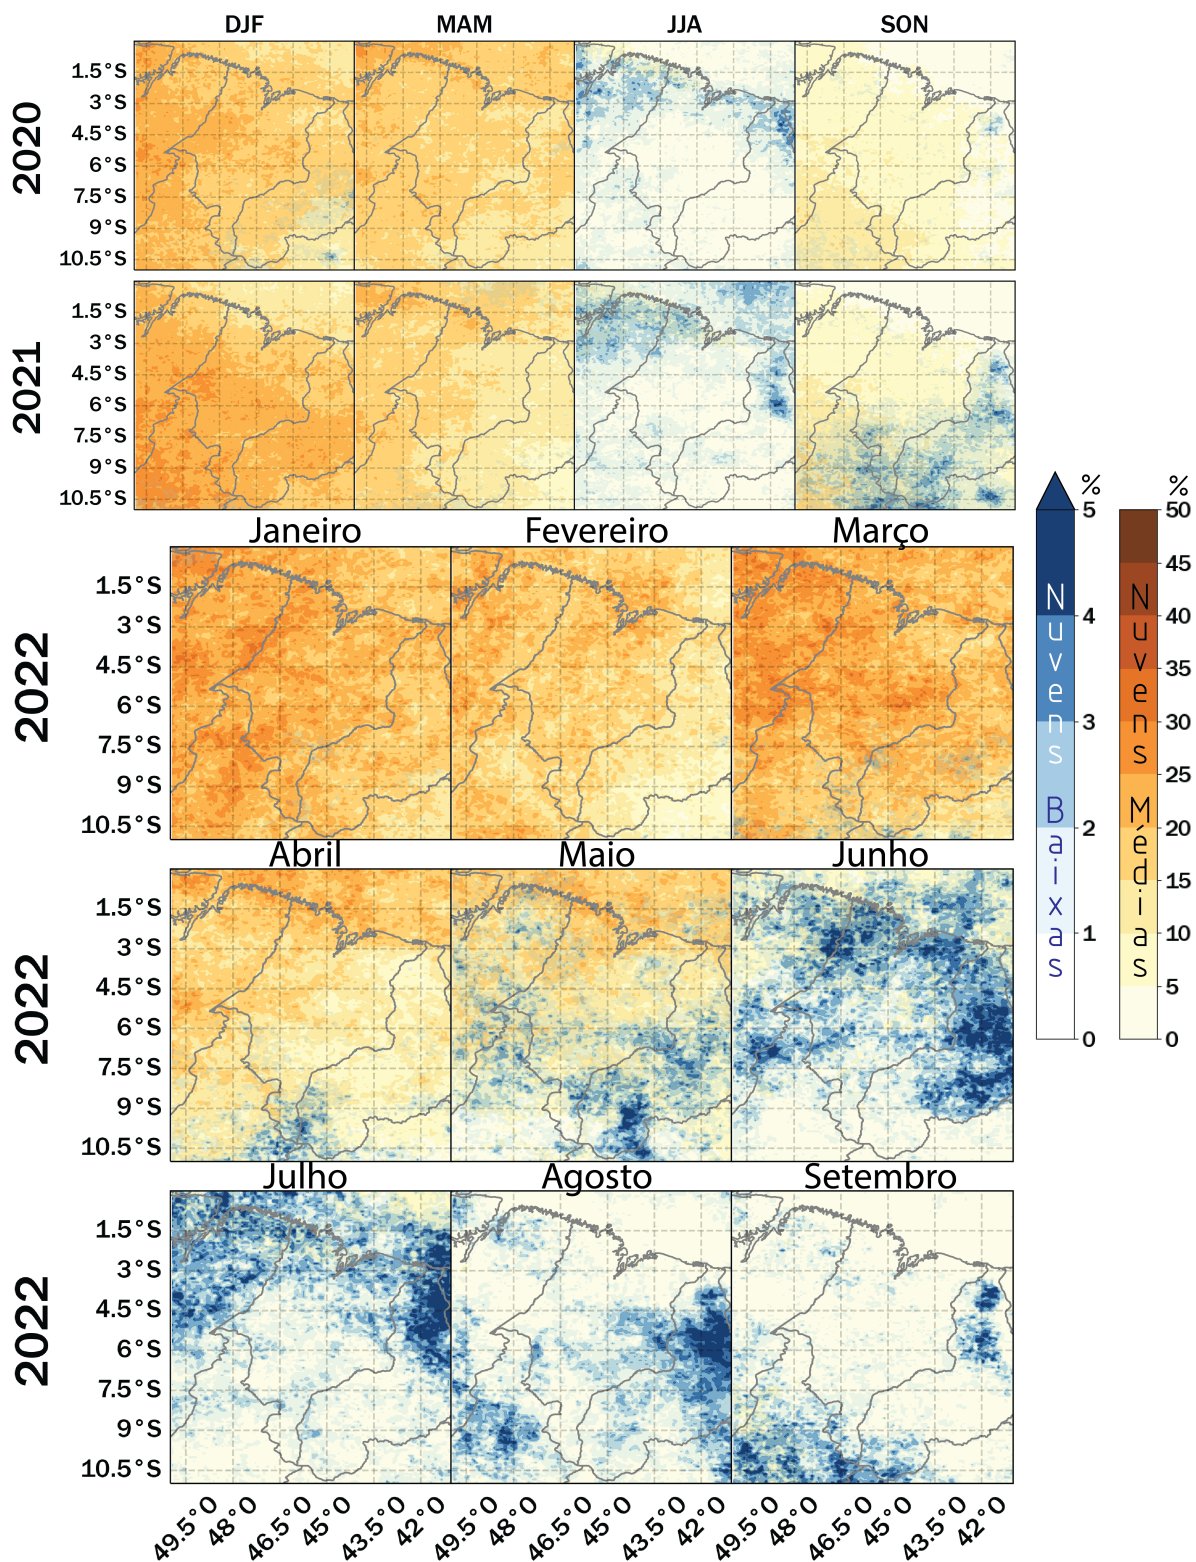 DJF MAM JJA SON
2020
1.5°S
3°S
4.5°S
6°S
7.5°S
9°S
10.5°S
2021
1.5°S
3°S
4.5°S
6°S
7.5°S
9°S
10.5°S
Janeiro Fevereiro Março
2022
1.5°S
3°S
4.5°S
6°S
7.5°S
9°S
10.5°S
Abril Maio Junho
2022
1.5°S
3°S
4.5°S
6°S
7.5°S
9°S
10.5°S
Julho Agosto Setembro
2022
1.5°S
3°S
4.5°S
6°S
7.5°S
9°S
10.5°S
49.5°O 48°O 46.5°O 45°O 43.5°O 42°O 49.5°O 48°O 46.5°O 45°O 43.5°O 42°O 49.5°O 48°O 46.5°O 45°O 43.5°O 42°O
%
5
4
3
2
1
0
Nuvens Baixas
%
50
45
40
35
30
25
20
15
10
5
0
Nuvens Médias